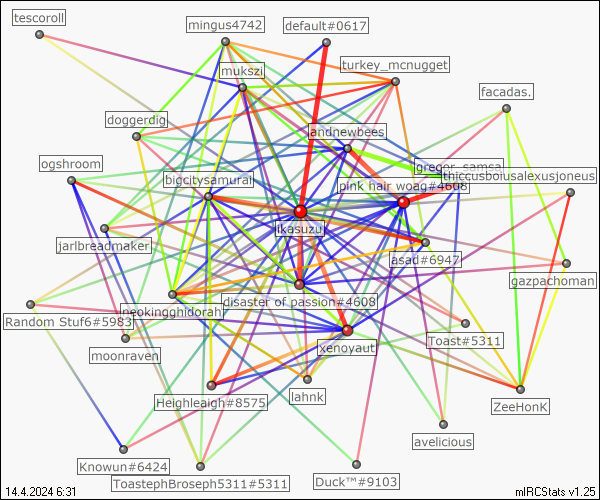 tescoroll
mingus4742
default#0617
mukszi
turkey_mcnugget
facadas.
doggerdig
andnewbees
ogshroom
gregor_samsa
bigcitysamurai
thiccusboiusalexusjoneus
pink hair woag#4608
ikasuzu
jarlbreadmaker
asad#6947
gazpachoman
disaster of passion#4608
neokingghidorah
Random Stuf6#5983
moonraven
xenoyaut
Toast#5311
Heighleaigh#8575
lahnk
ZeeHonK
avelicious
Knowun#6424
ToastephBroseph5311#5311
Duck™#9103
14.4.2024 6:31
mIRCStats v1.25